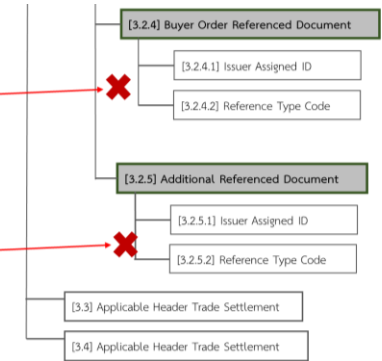 [3.2.4] Buyer Order Referenced Document
[3.2.4.1] Issuer Assigned ID
[3.2.4.2] Reference Type Code
[3.2.5] Additional Referenced Document
[3.2.5.1] Issuer Assigned ID
[3.2.5.2] Reference Type Code
[3.3] Applicable Header Trade Settlement
[3.4] Applicable Header Trade Settlement